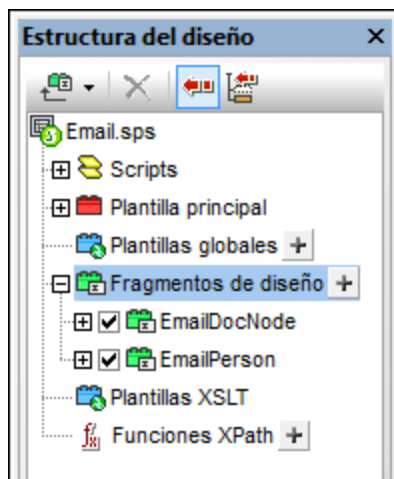 Estructura del diseño
Email.sps
Scripts
Plantilla principal
Plantillas globales
Fragmentos de diseño
EmailDocNode
EmailPerson
Plantillas XSLT
Funciones XPath